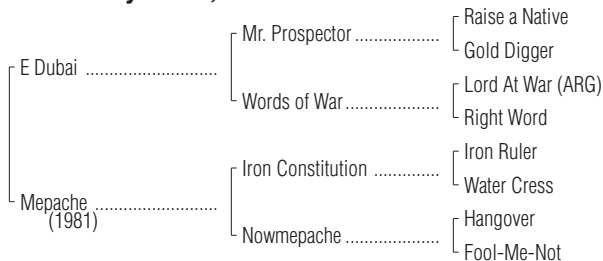 Raise a Native
Mr. Prospector ....................
Gold Digger
E Dubai ................................
Lord At War (ARG)
Words of War ......................
Right Word
Iron Ruler
Iron Constitution ...............
Water Cress
Mepache .............................
(1981)
Hangover
Nowmepache ......................
Fool-Me-Not